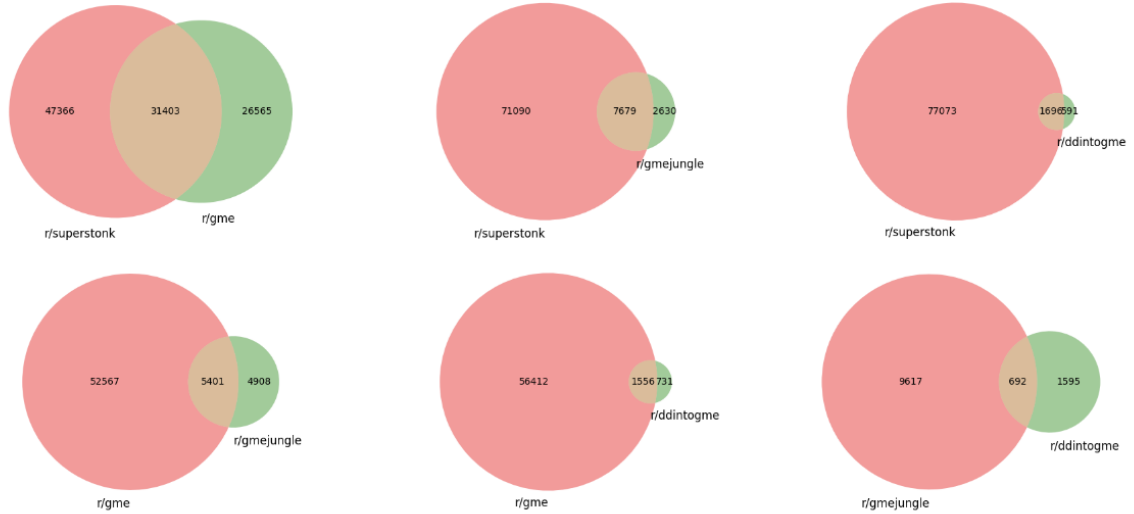 47366 31403 26565
r/gme
r/superstonk
71090 7679 2630
r/gmejungle
r/superstonk
77073 1696 591
r/ddintogme
r/superstonk
52567 5401 4908
r/gmejungle
r/gme
56412 1556 731
r/ddintogme
r/gme
9617 692 1595
r/ddintogme
r/gmejungle